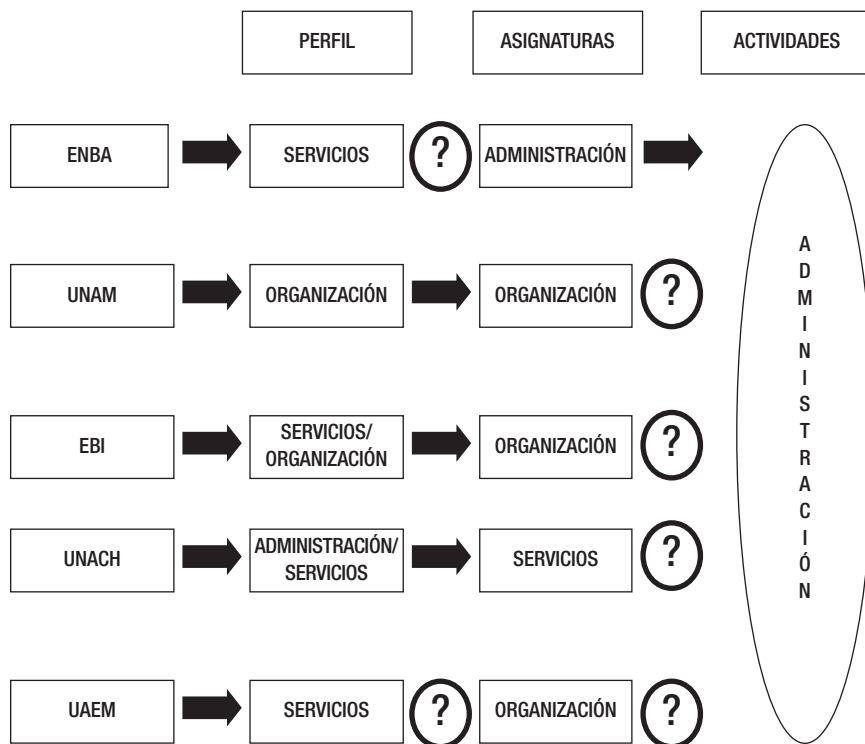 PERFIL
ASIGNATURAS
ACTIVIDADES
ENBA
SERVICIOS
?
ADMINISTRACIÓN
UNAM
ORGANIZACIÓN
ORGANIZACIÓN
?
EBI
SERVICIOS/
ORGANIZACIÓN
ORGANIZACIÓN
?
UNACH
ADMINISTRACIÓN/
SERVICIOS
SERVICIOS
?
UAEM
SERVICIOS
?
ORGANIZACIÓN
?
ADMINISTRACIÓN